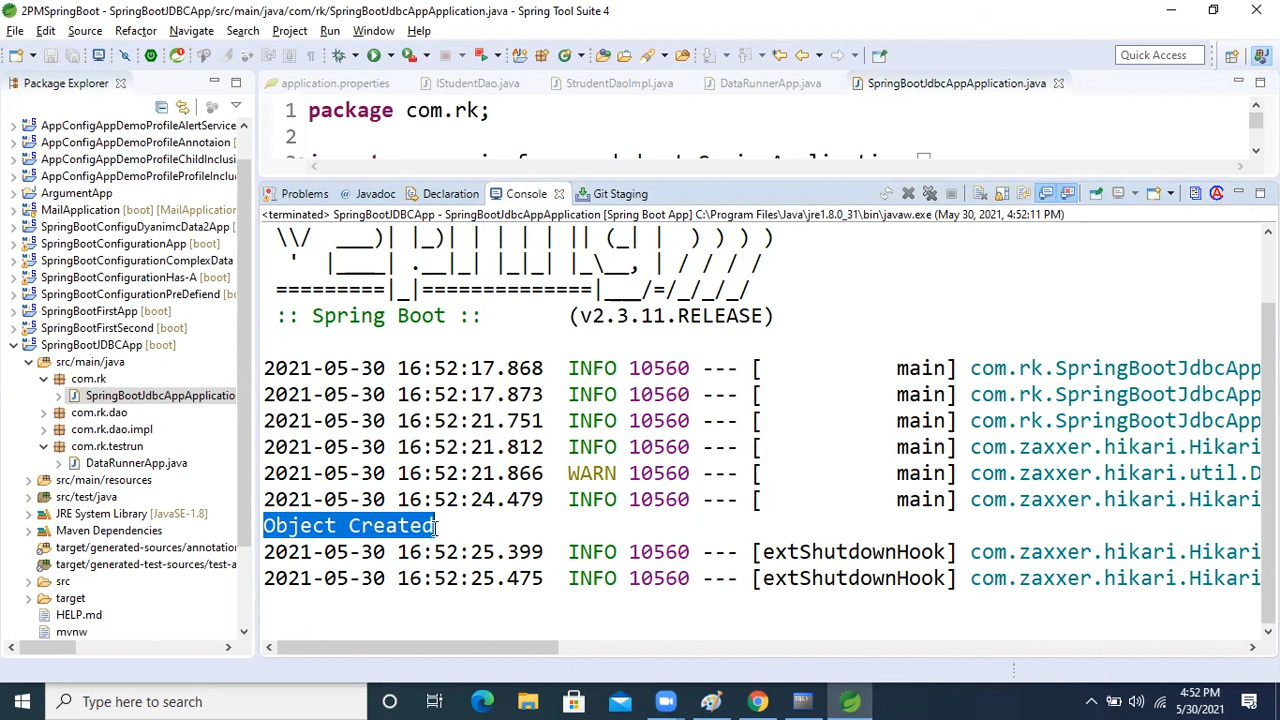 2PMSpringBoot - SpringBootJDBCApp/src/main/java/com/rk/SpringBootJdbcAppApplication.java - Spring Tool Suite 4
File Edit Source Refactor Navigate Search Project Run Window Help
Quick Access
Package Explorer
application.properties IStudentDao.java StrudentDaoImpl.java DataRunnerApp.java SpringBootJdbcAppApplication.java
1 package com.rk;
2
AppConfigAppDemoProfileAlertService
AppConfigAppDemoProfileAnnotaion [
AppConfigAppDemoProfileChildInclusi
AppConfigAppDemoProfileProfileInclu
ArgumentApp
MailApplication [boot] [MailApplication
SpringBootConfiguDyanimcData2App
SpringBootConfigurationApp [boot]
SpringBootConfigurationComplexData
SpringBootConfigurationHas-A [boot]
SpringBootConfigurationPreDefiend [
SpringBootFirstApp [boot]
SpringBootFirstSecond [boot]
SpringBootJDBCApp [boot]
src/main/java
com.rk
SpringBootJdbcAppApplicatio
com.rk.dao
com.rk.dao.impl
com.rk.testrun
DataRunnerApp.java
src/main/resources
src/test/java
JRE System Library [JavaSE-1.8]
Maven Dependencies
target/generated-sources/annotation
target/generated-test-sources/test-a
src
target
HELP.md
mvnw
Problems Javadoc Declaration Console Git Staging
<terminated> SpringBootJDBCApp - SpringBootJdbcAppApplication [Spring Boot App] C:\Program Files\Java\jre1.8.0_31\bin\javaw.exe (May 30, 2021, 4:52:11 PM)
\\/  ___)| |_)| | | | | || (_| |  ) ) ) )
'  |____| .__|_| |_|_| |_\__, | / / / /
=========|_|==============|___/=/_/_/_/
:: Spring Boot :: (v2.3.11.RELEASE)
2021-05-30 16:52:17.868 INFO 10560 --- [ main] com.rk.SpringBootJdbcApp
2021-05-30 16:52:17.873 INFO 10560 --- [ main] com.rk.SpringBootJdbcApp
2021-05-30 16:52:21.751 INFO 10560 --- [ main] com.rk.SpringBootJdbcApp
2021-05-30 16:52:21.812 INFO 10560 --- [ main] com.zaxxer.hikari.Hikari
2021-05-30 16:52:21.866 WARN 10560 --- [ main] com.zaxxer.hikari.util.D
2021-05-30 16:52:24.479 INFO 10560 --- [ main] com.zaxxer.hikari.Hikari
Object Created
2021-05-30 16:52:25.399 INFO 10560 --- [extShutdownHook] com.zaxxer.hikari.Hikari
2021-05-30 16:52:25.475 INFO 10560 --- [extShutdownHook] com.zaxxer.hikari.Hikari
Type here to search
4:52 PM
5/30/2021